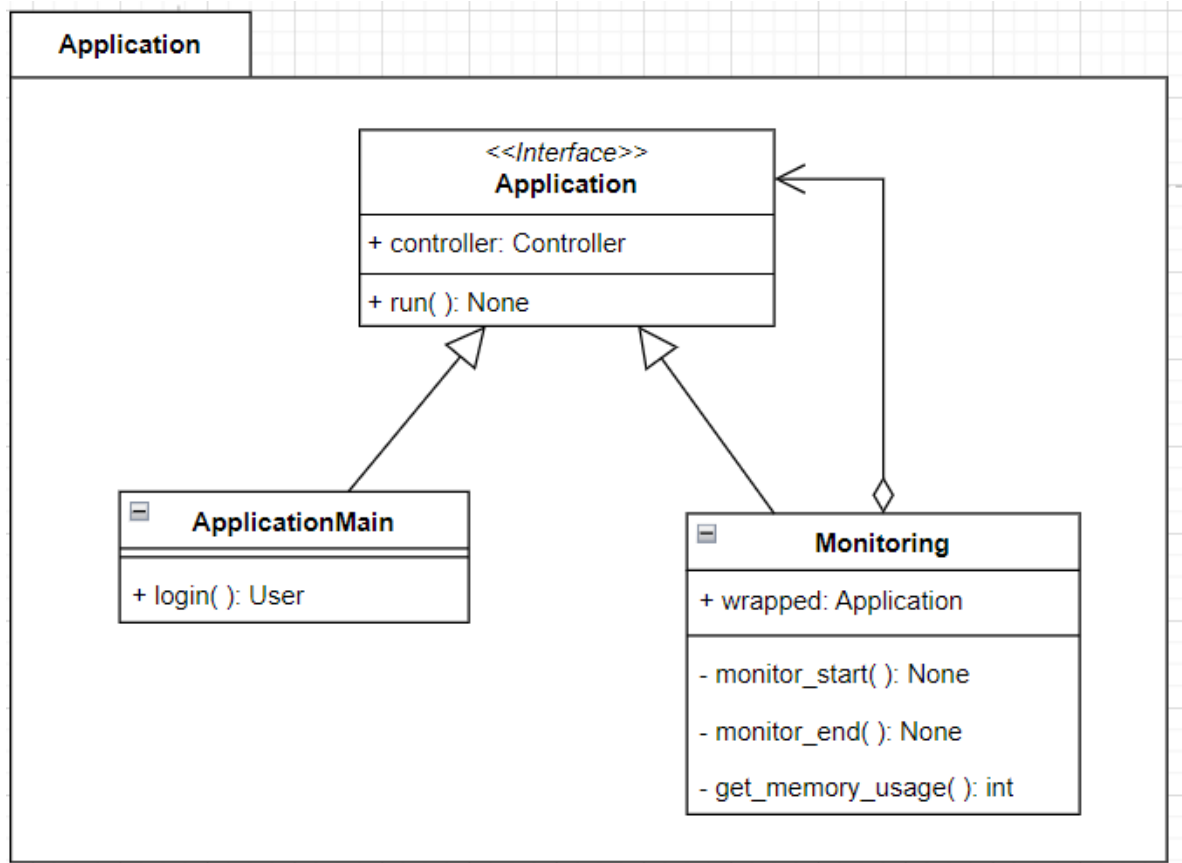 Application
<<Interface>>
Application
+ controller: Controller
+ run( ): None
ApplicationMain
+ login( ): User
Monitoring
+ wrapped: Application
- monitor_start( ): None
- monitor_end( ): None
- get_memory_usage( ): int